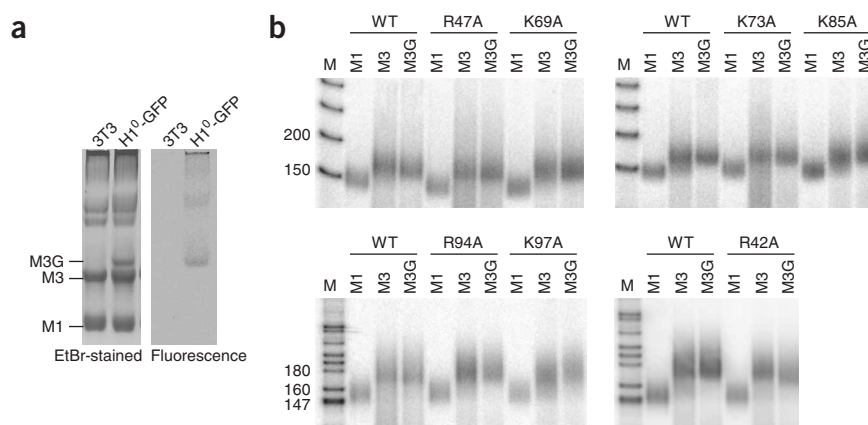 a
3T3 H1⁰-GFP 3T3 H1⁰-GFP
M3G
M3
M1
EtBr-stained Fluorescence
b
WT R47A K69A
M M1 M3 M3G M1 M3 M3G M1 M3 M3G
200
150
WT K73A K85A
M M1 M3 M3G M1 M3 M3G M1 M3 M3G
WT R94A K97A
M M1 M3 M3G M1 M3 M3G M1 M3 M3G
180
160
147
WT R42A
M M1 M3 M3G M1 M3 M3G